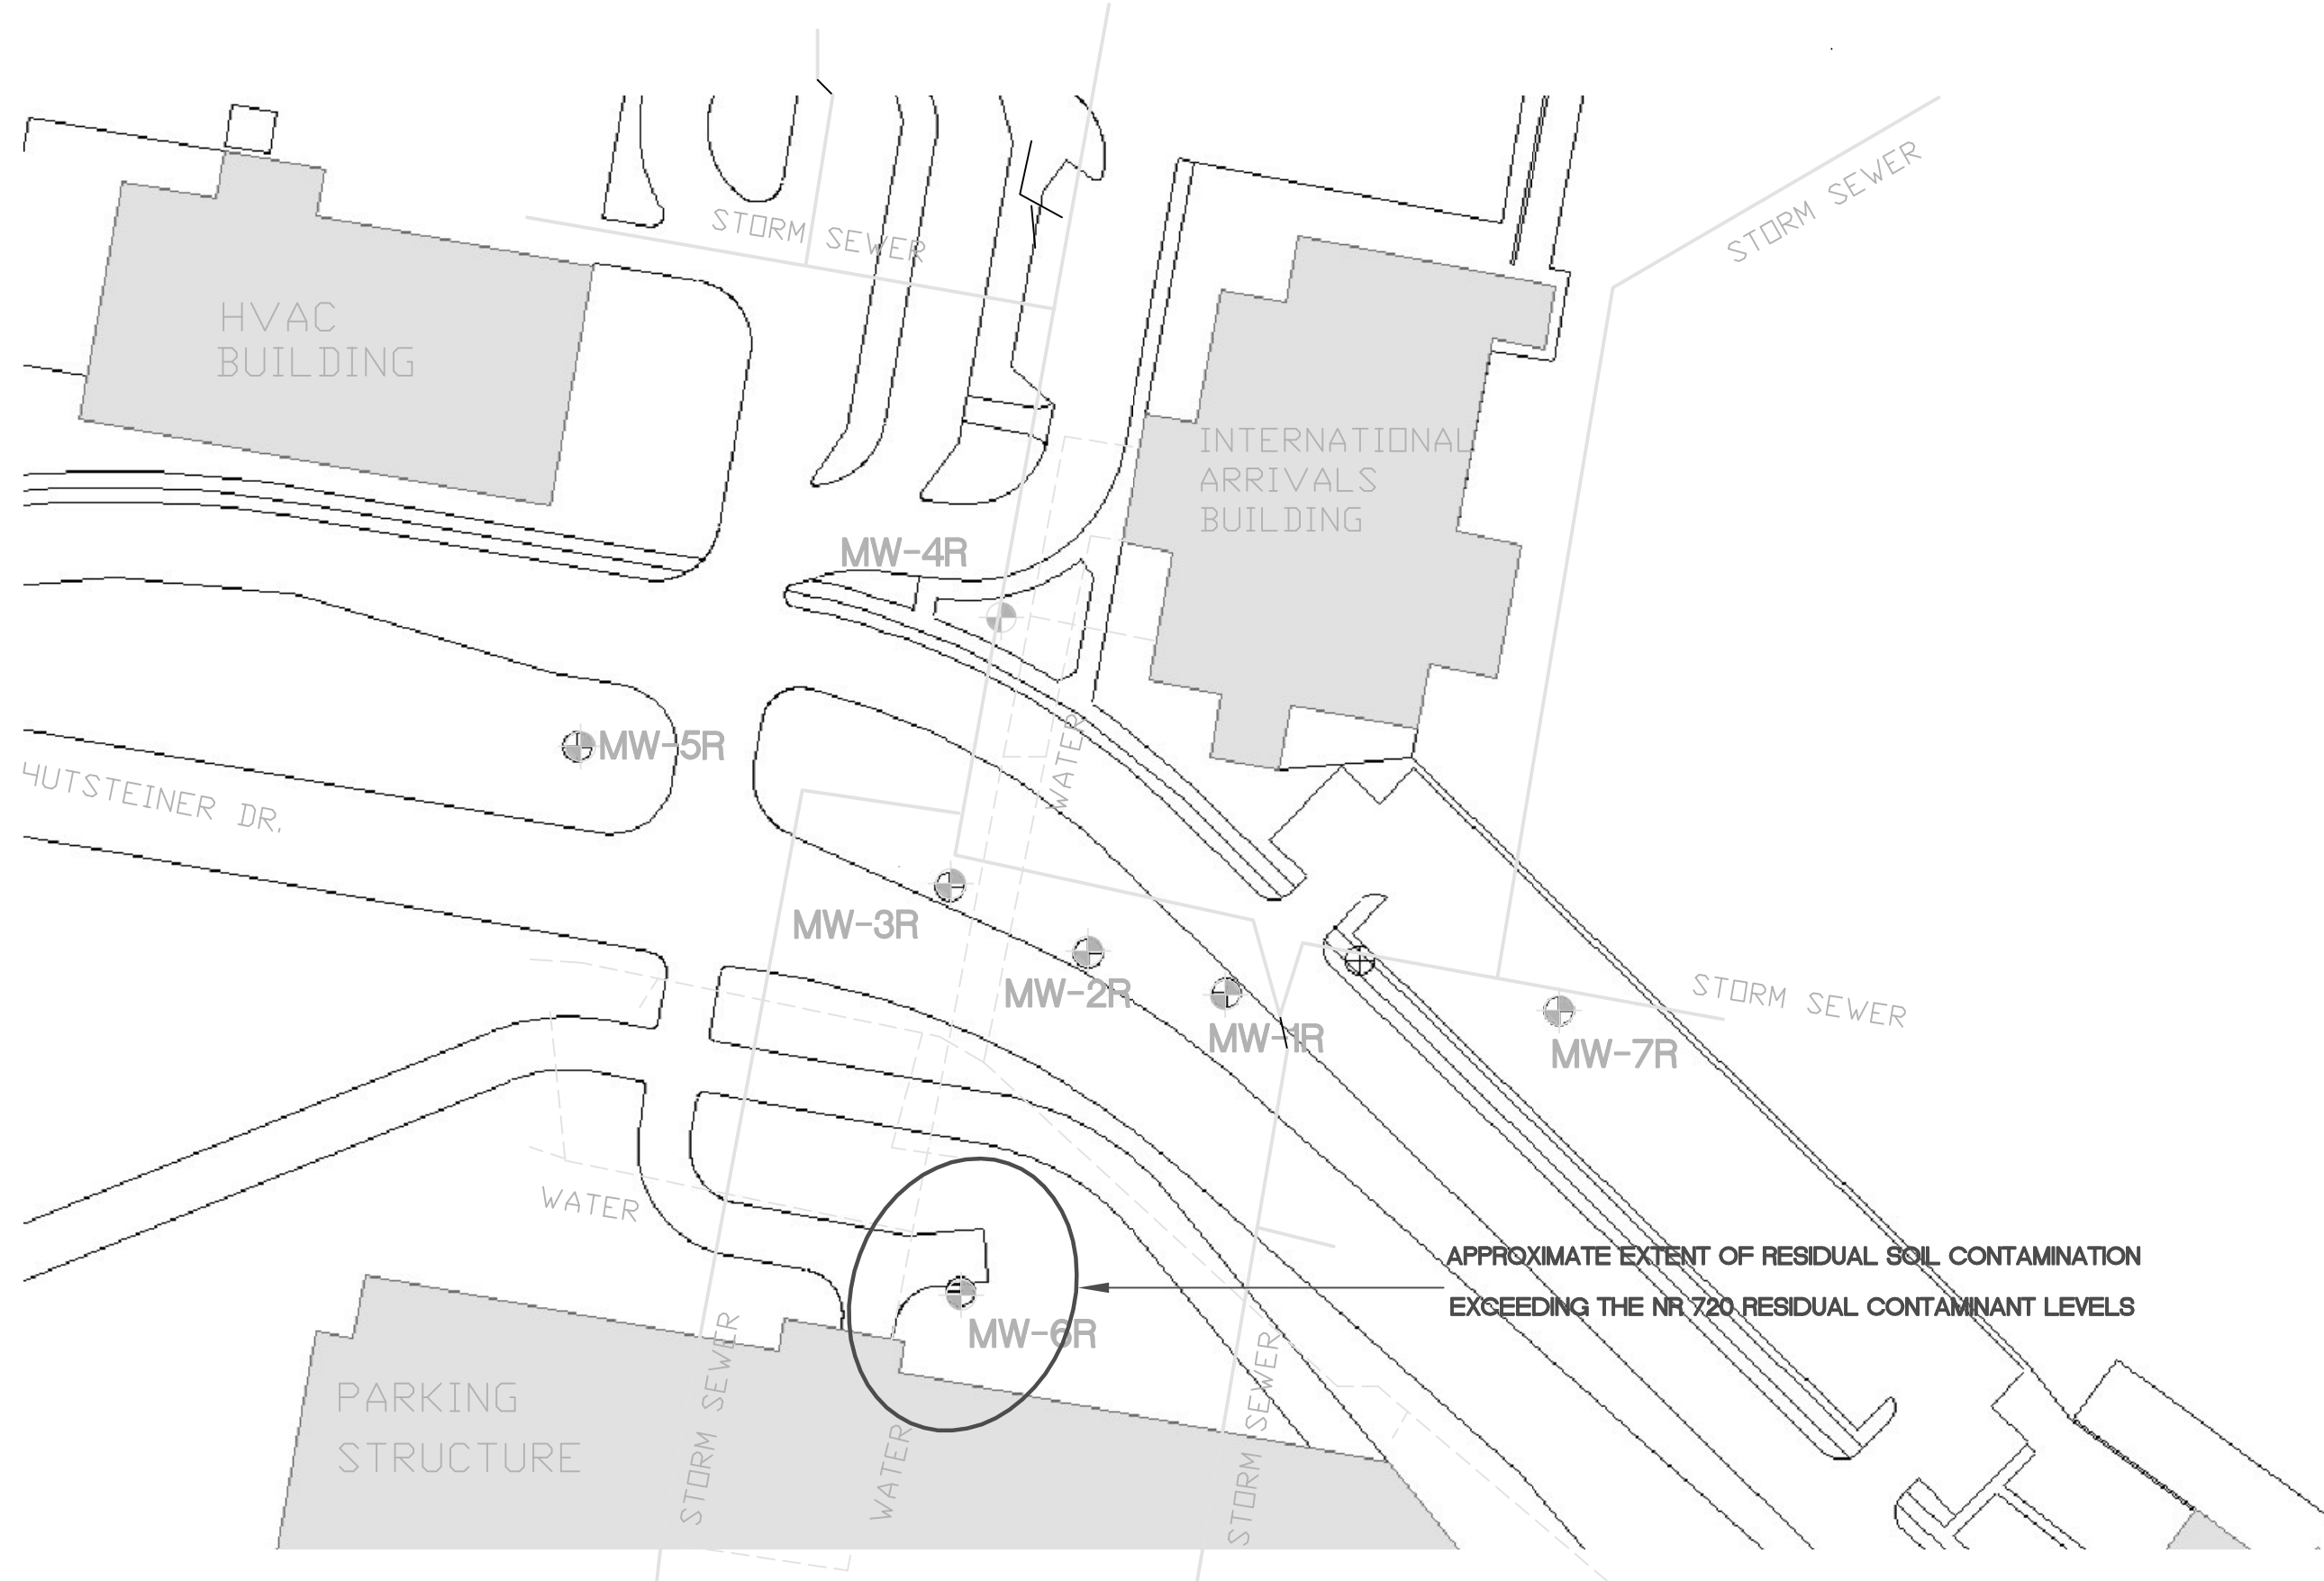 STORM SEWER
STORM SEWER
HVAC
BUILDING
INTERNATIONAL
ARRIVALS
BUILDING
MW-4R
MW-5R
WATER
HUTSTEINER DR.
MW-3R
MW-2R
MW-1R
STORM SEWER
MW-7R
WATER
APPROXIMATE EXTENT OF RESIDUAL SOIL CONTAMINATION
EXCEEDING THE NR 720 RESIDUAL CONTAMINANT LEVELS
MW-6R
PARKING
STRUCTURE
STORM SEWER
WATER
STORM SEWER